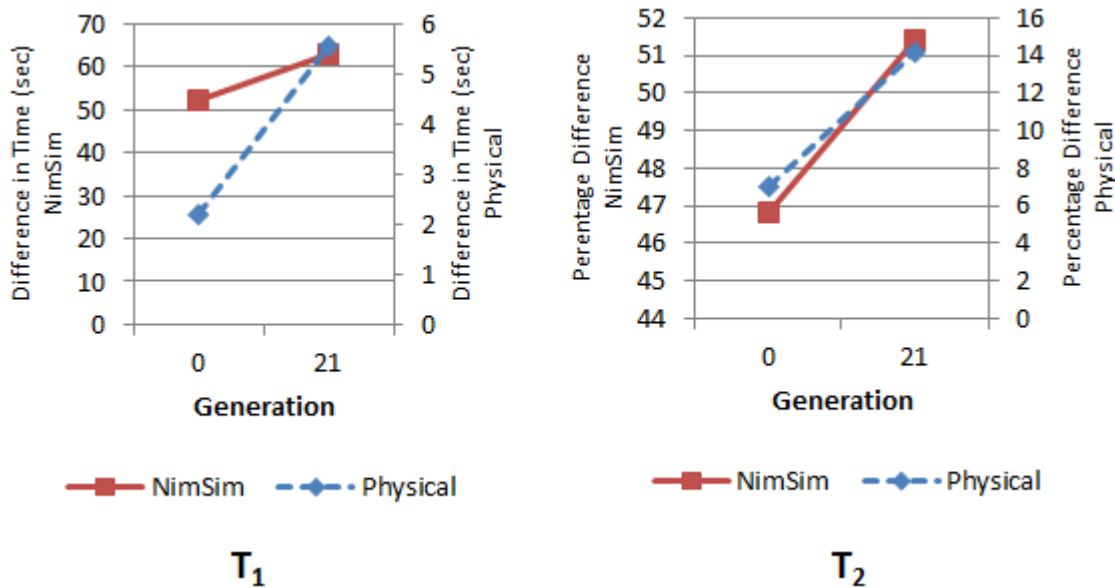 Difference in Time (sec)
NimSim
70
60
50
40
30
20
10
0
6
5
4
3
2
1
0
Difference in Time (sec)
Physical
0 21
Generation
NimSim Physical
T1
Perentage Difference
NimSim
52
51
50
49
48
47
46
45
44
16
14
12
10
8
6
4
2
0
Percentage Difference
Physical
0 21
Generation
NimSim Physical
T2